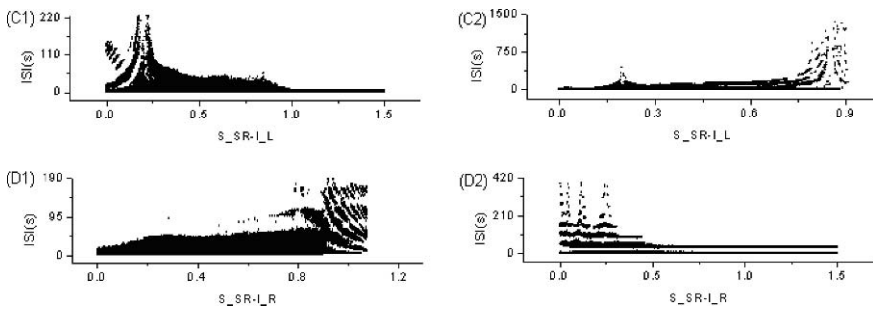 (C1)
220
110
0
ISI(s)
0.0 0.5 1.0 1.5
S_SR-I_L
(C2)
1500
750
0
ISI(s)
0.0 0.3 0.6 0.9
S_SR-I_L
(D1)
190
95
0
ISI(s)
0.0 0.4 0.8 1.2
S_SR-I_R
(D2)
420
210
0
ISI(s)
0.0 0.5 1.0 1.5
S_SR-I_R